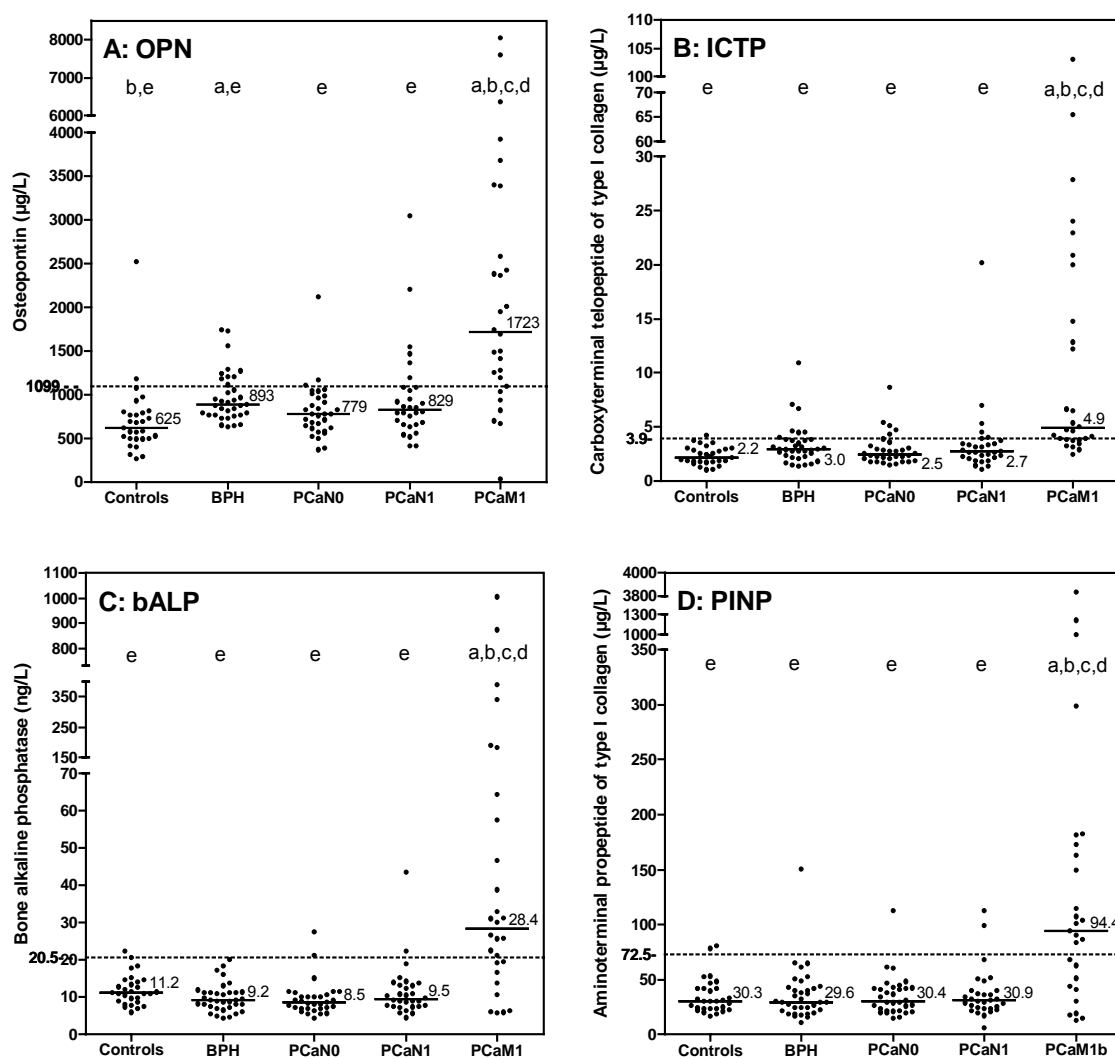 A: OPN
Osteopontin (µg/L)
8000
7000
6000
4000
3500
3000
2500
2000
1500
1099
1000
500
0
b,e
a,e
e
e
a,b,c,d
625
893
779
829
1723
Controls
BPH
PCaN0
PCaN1
PCaM1
B: ICTP
Carboxyterminal telopeptide of type I collagen (µg/L)
110
105
100
70
65
60
30
25
20
15
10
5
3.9
0
e
e
e
e
a,b,c,d
2.2
3.0
2.5
2.7
4.9
Controls
BPH
PCaN0
PCaN1
PCaM1
C: bALP
Bone alkaline phosphatase (ng/L)
1100
1000
900
800
350
250
150
70
60
50
40
30
20.5
20
10
0
e
e
e
e
a,b,c,d
11.2
9.2
8.5
9.5
28.4
Controls
BPH
PCaN0
PCaN1
PCaM1
D: PINP
Aminoterminal propeptide of type I collagen (µg/L)
4000
3800
1300
1000
350
300
250
200
150
100
72.5
50
0
e
e
e
e
a,b,c,d
30.3
29.6
30.4
30.9
94.4
Controls
BPH
PCaN0
PCaN1
PCaM1b